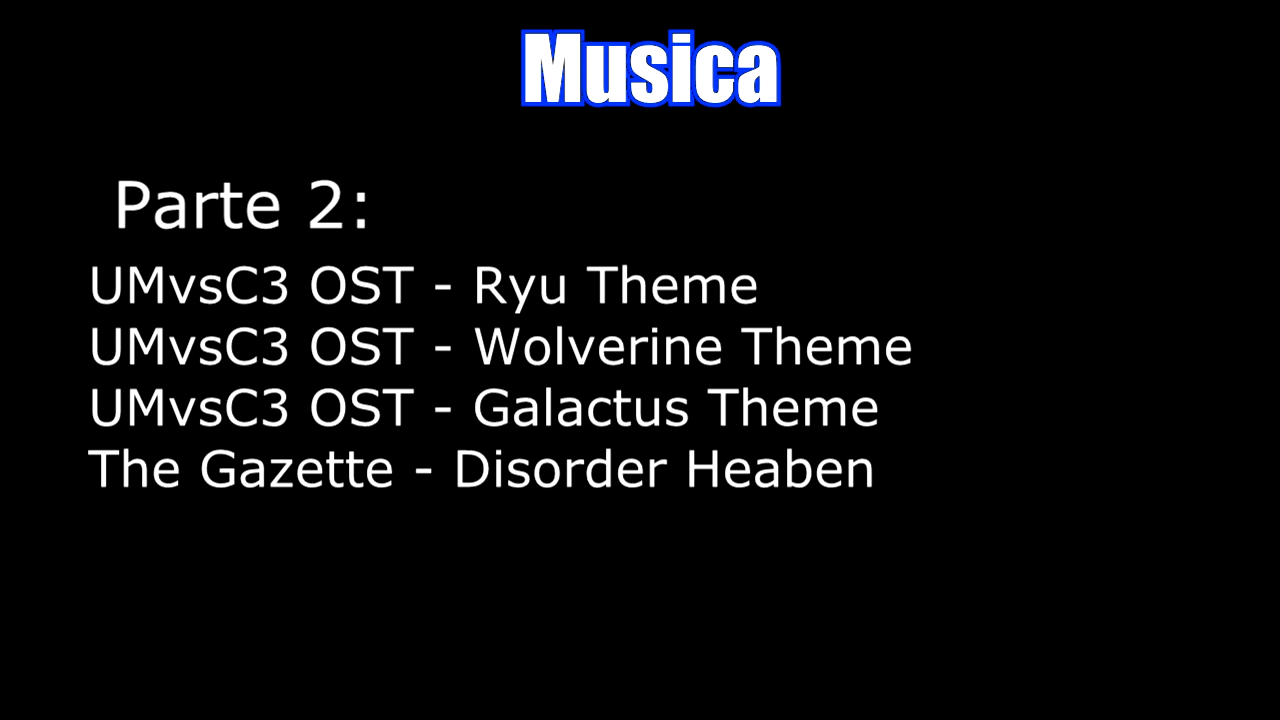 Musica
Parte 2:
UMvsC3 OST - Ryu Theme
UMvsC3 OST - Wolverine Theme
UMvsC3 OST - Galactus Theme
The Gazette - Disorder Heaben